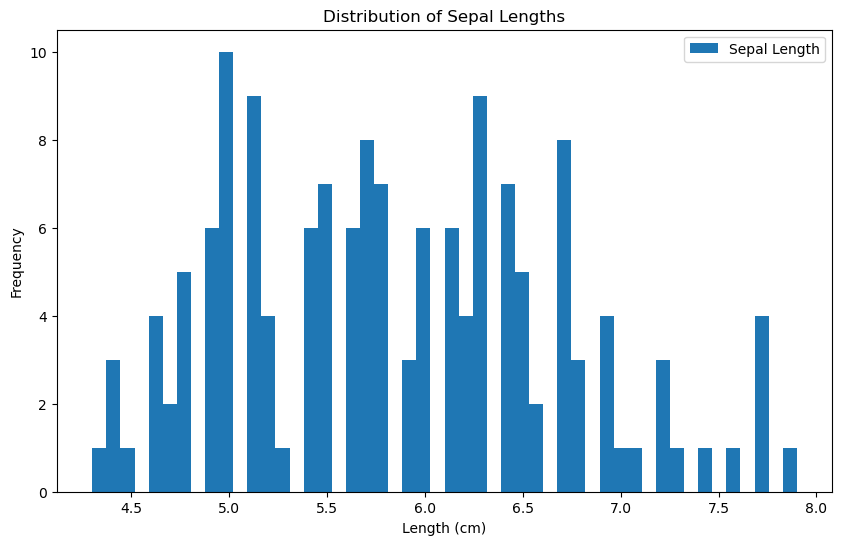 Distribution of Sepal Lengths
Sepal Length
Frequency
10
8
6
4
2
0
4.5 5.0 5.5 6.0 6.5 7.0 7.5 8.0
Length (cm)